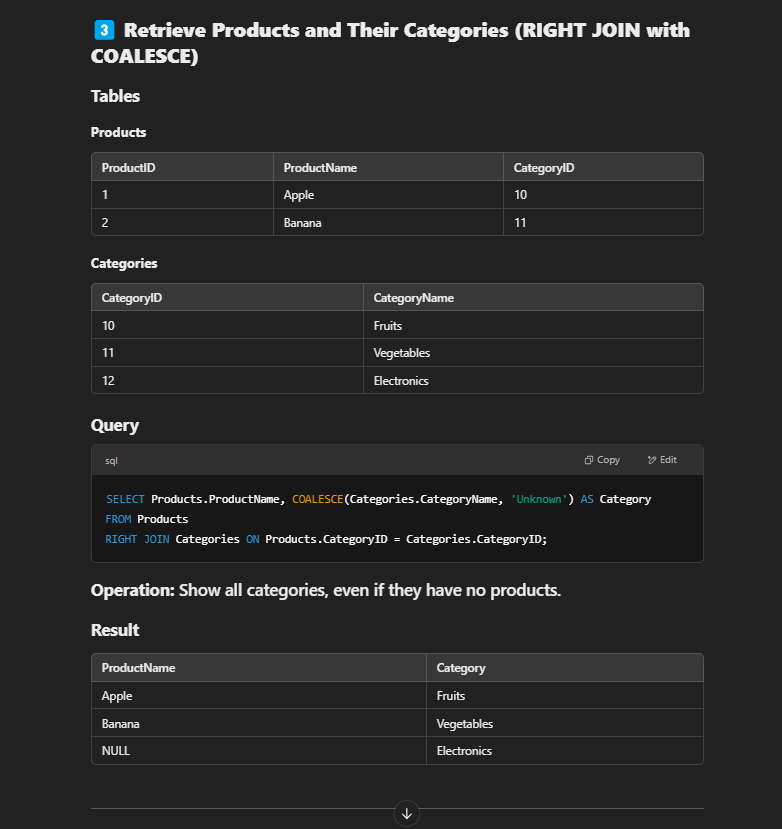 3 Retrieve Products and Their Categories (RIGHT JOIN with
COALESCE)
Tables
Products
ProductID ProductName CategoryID
1 Apple 10
2 Banana 11
Categories
CategoryID CategoryName
10 Fruits
11 Vegetables
12 Electronics
Query
sql Copy Edit
SELECT Products.ProductName, COALESCE(Categories.CategoryName, 'Unknown') AS Category
FROM Products
RIGHT JOIN Categories ON Products.CategoryID = Categories.CategoryID;
Operation: Show all categories, even if they have no products.
Result
ProductName Category
Apple Fruits
Banana Vegetables
NULL Electronics